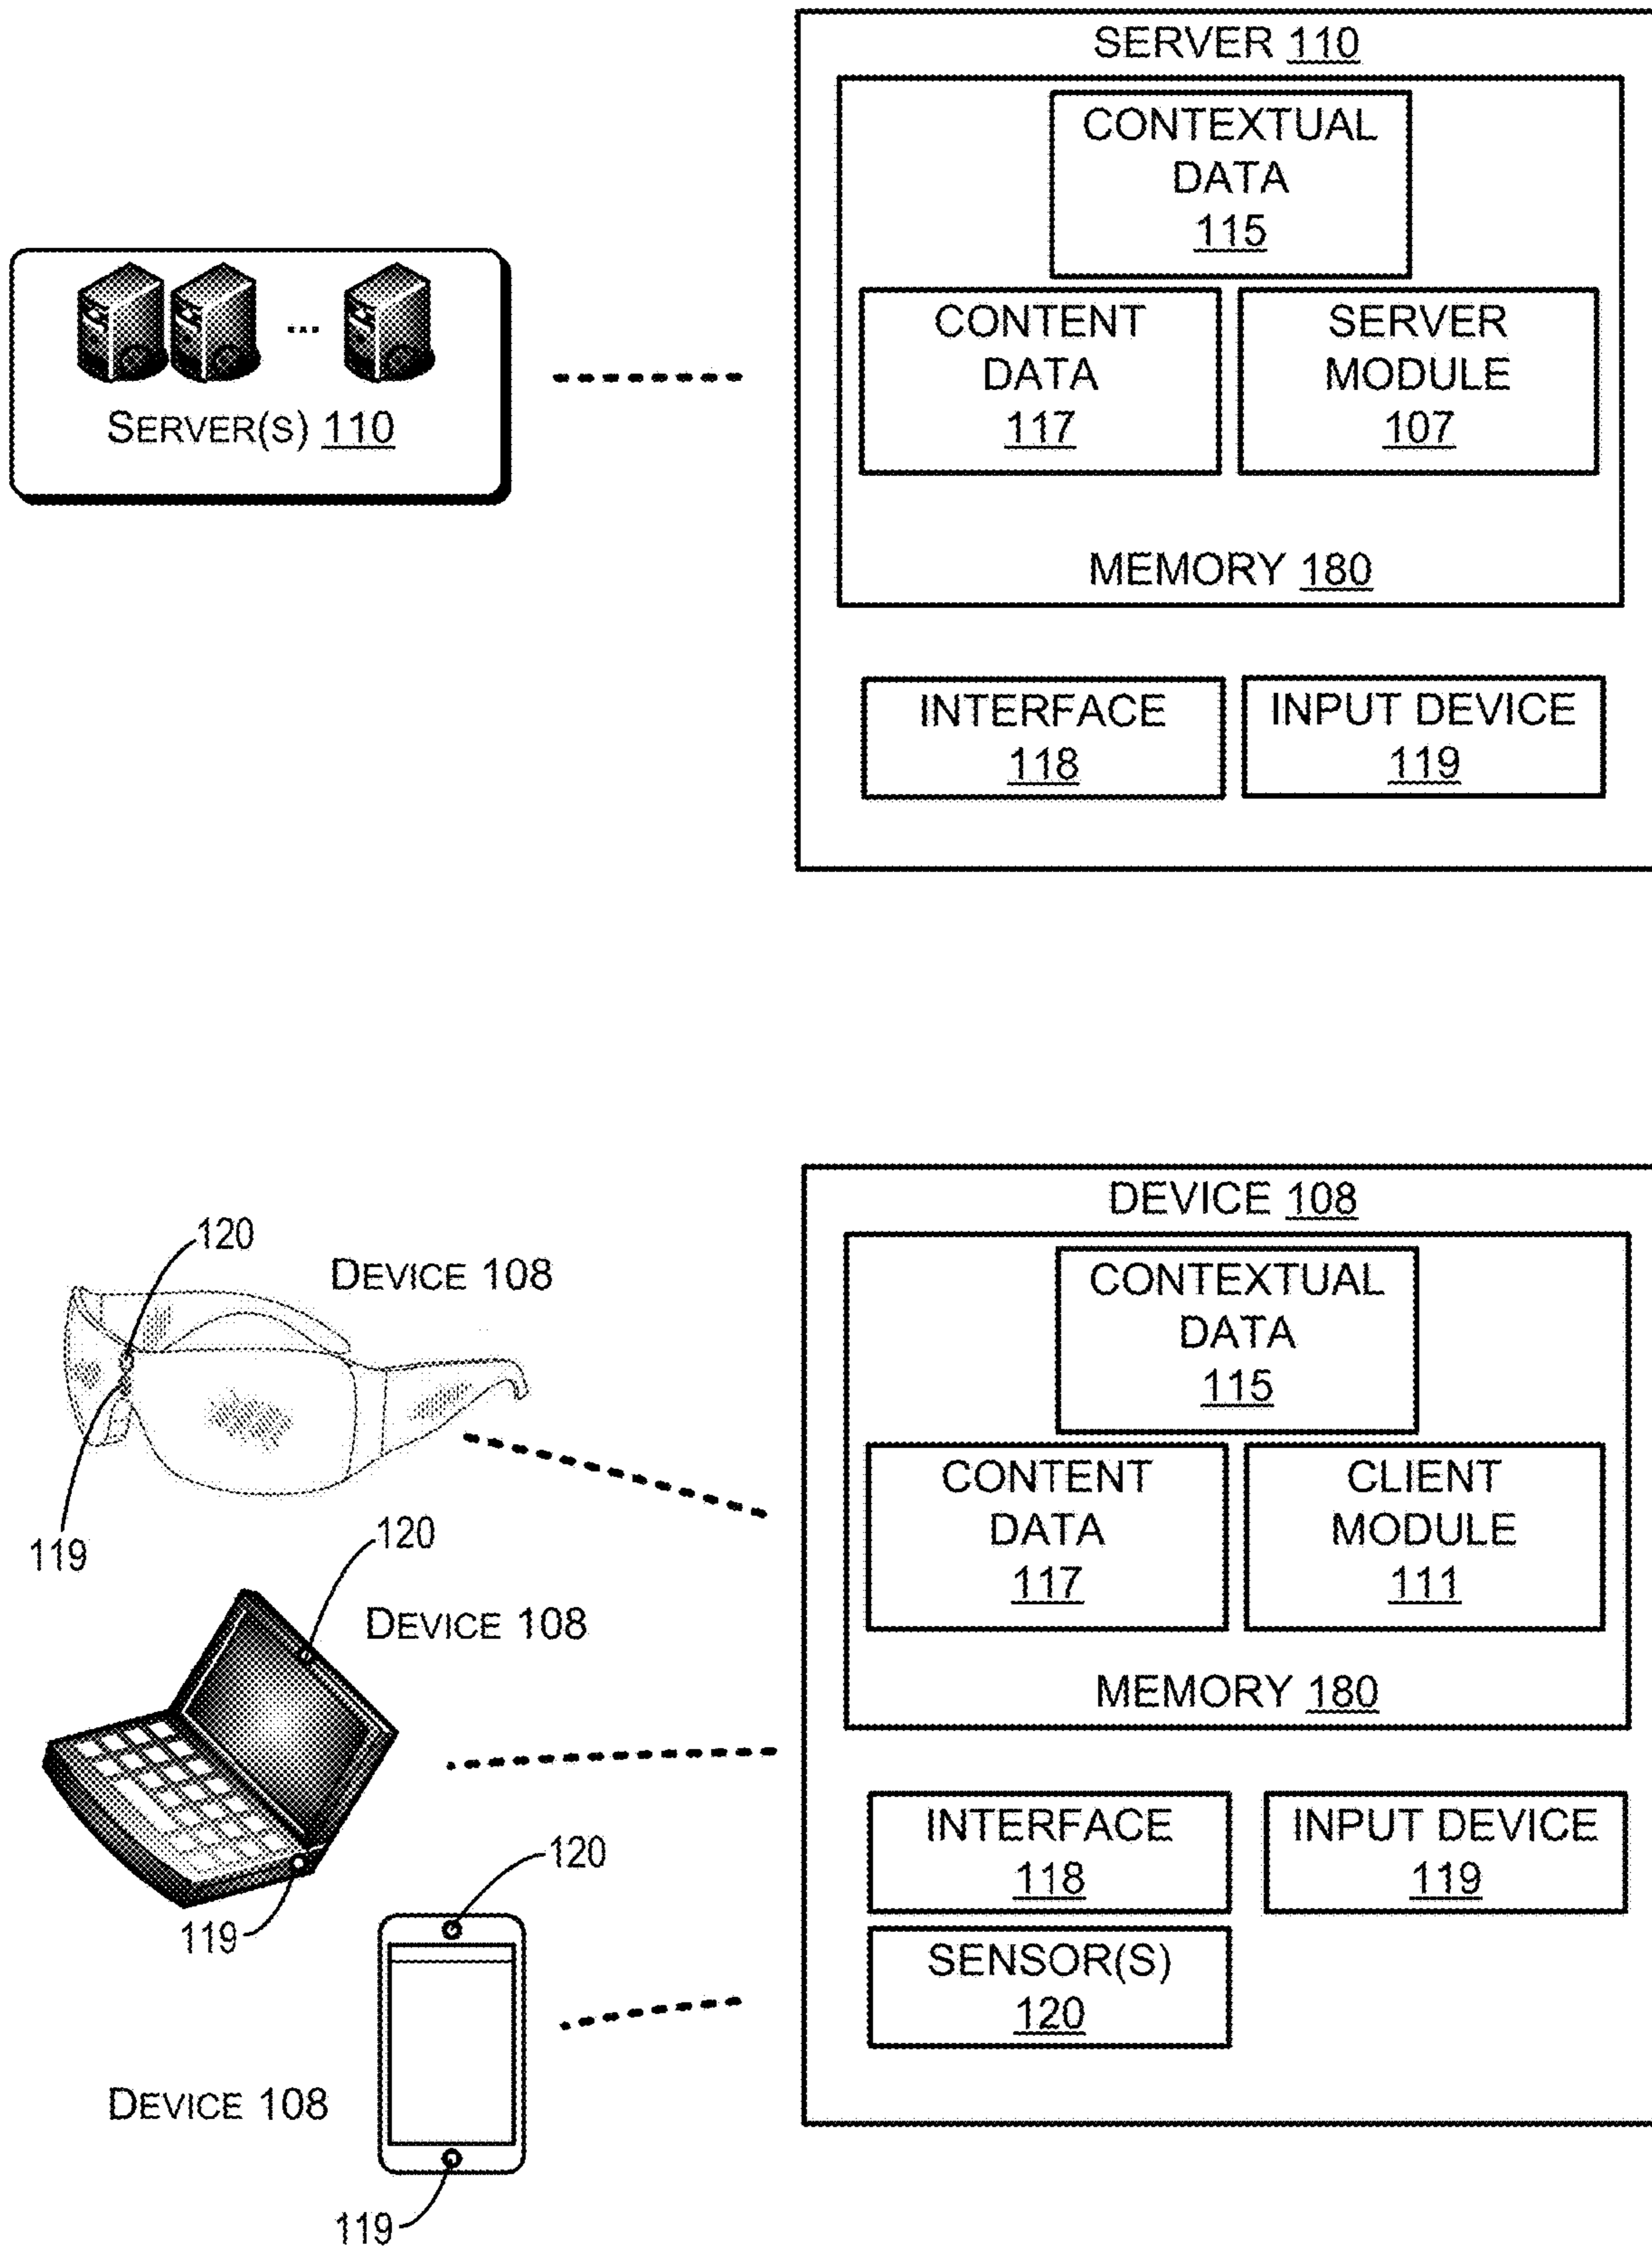 SERVER 110
CONTEXTUAL
DATA
115
CONTENT
DATA
117
SERVER
MODULE
107
MEMORY 180
INTERFACE
118
INPUT DEVICE
119
SERVER(S) 110
DEVICE 108
CONTEXTUAL
DATA
115
CONTENT
DATA
117
CLIENT
MODULE
111
MEMORY 180
INTERFACE
118
INPUT DEVICE
119
SENSOR(S)
120
120
DEVICE 108
119
120
DEVICE 108
119
120
DEVICE 108
119